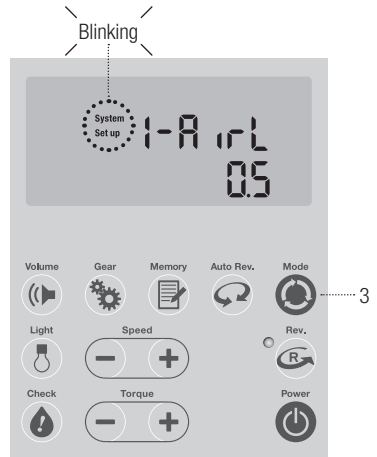 Blinking
System
Set up
1-A irL
0.5
Volume
Gear
Memory
Auto Rev.
Mode
3
Light
Speed
Rev.
R
Check
Torque
Power